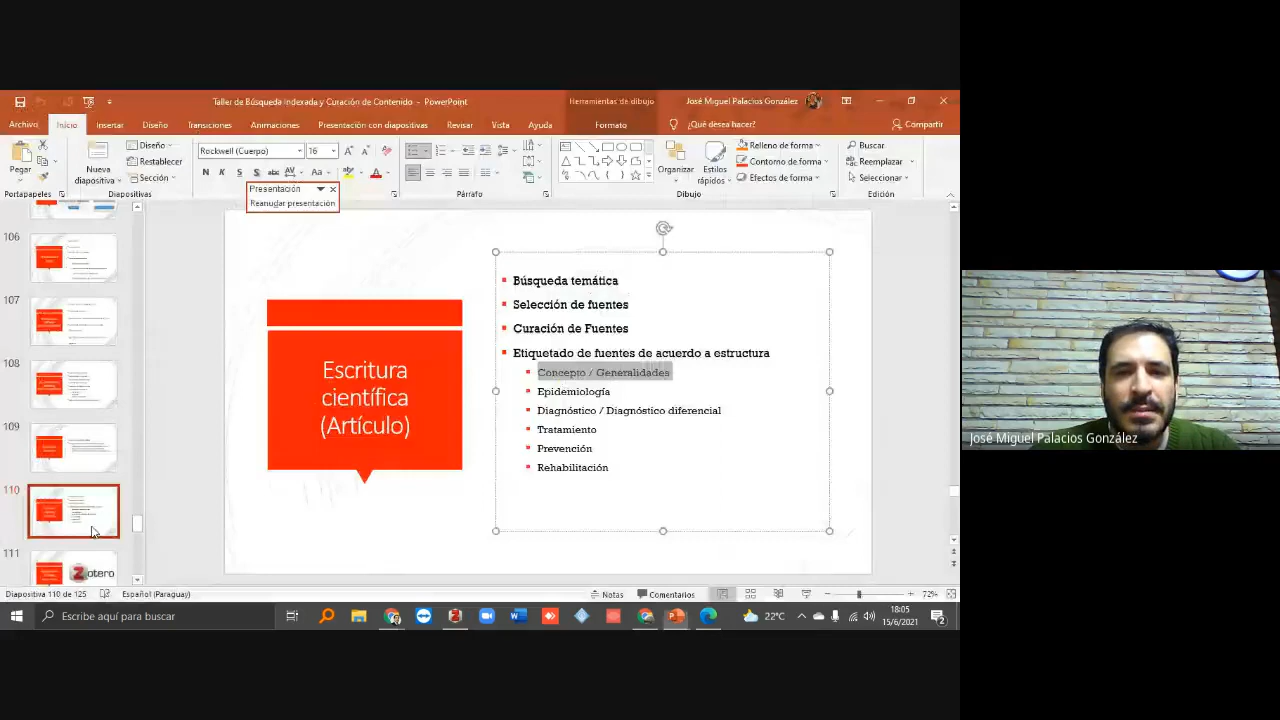 Taller de Búsqueda Indexada y Curación de Contenido - PowerPoint
Herramientas de dibujo
José Miguel Palacios González
Archivo
Inicio
Insertar
Diseño
Transiciones
Animaciones
Presentación con diapositivas
Revisar
Vista
Ayuda
Formato
¿Qué desea hacer?
Compartir
Pegar
Nueva
diapositiva
Diseño
Restablecer
Sección
Rockwell (Cuerpo)
16
N K S S abc AV Aa
Organizar
Estilos
rápidos
Relleno de forma
Contorno de forma
Efectos de forma
Buscar
Reemplazar
Seleccionar
Portapapeles
Diapositivas
Presentación
Reanudar presentación
Párrafo
Dibujo
Edición
106
107
108
109
110
111
Zotero
Escritura
científica
(Artículo)
Búsqueda temática
Selección de fuentes
Curación de Fuentes
Etiquetado de fuentes de acuerdo a estructura
Concepto / Generalidades
Epidemiología
Diagnóstico / Diagnóstico diferencial
Tratamiento
Prevención
Rehabilitación
José Miguel Palacios González
Diapositiva 110 de 125
Español (Paraguay)
Notas
Comentarios
72%
Escribe aquí para buscar
22°C
18:05
15/6/2021
2